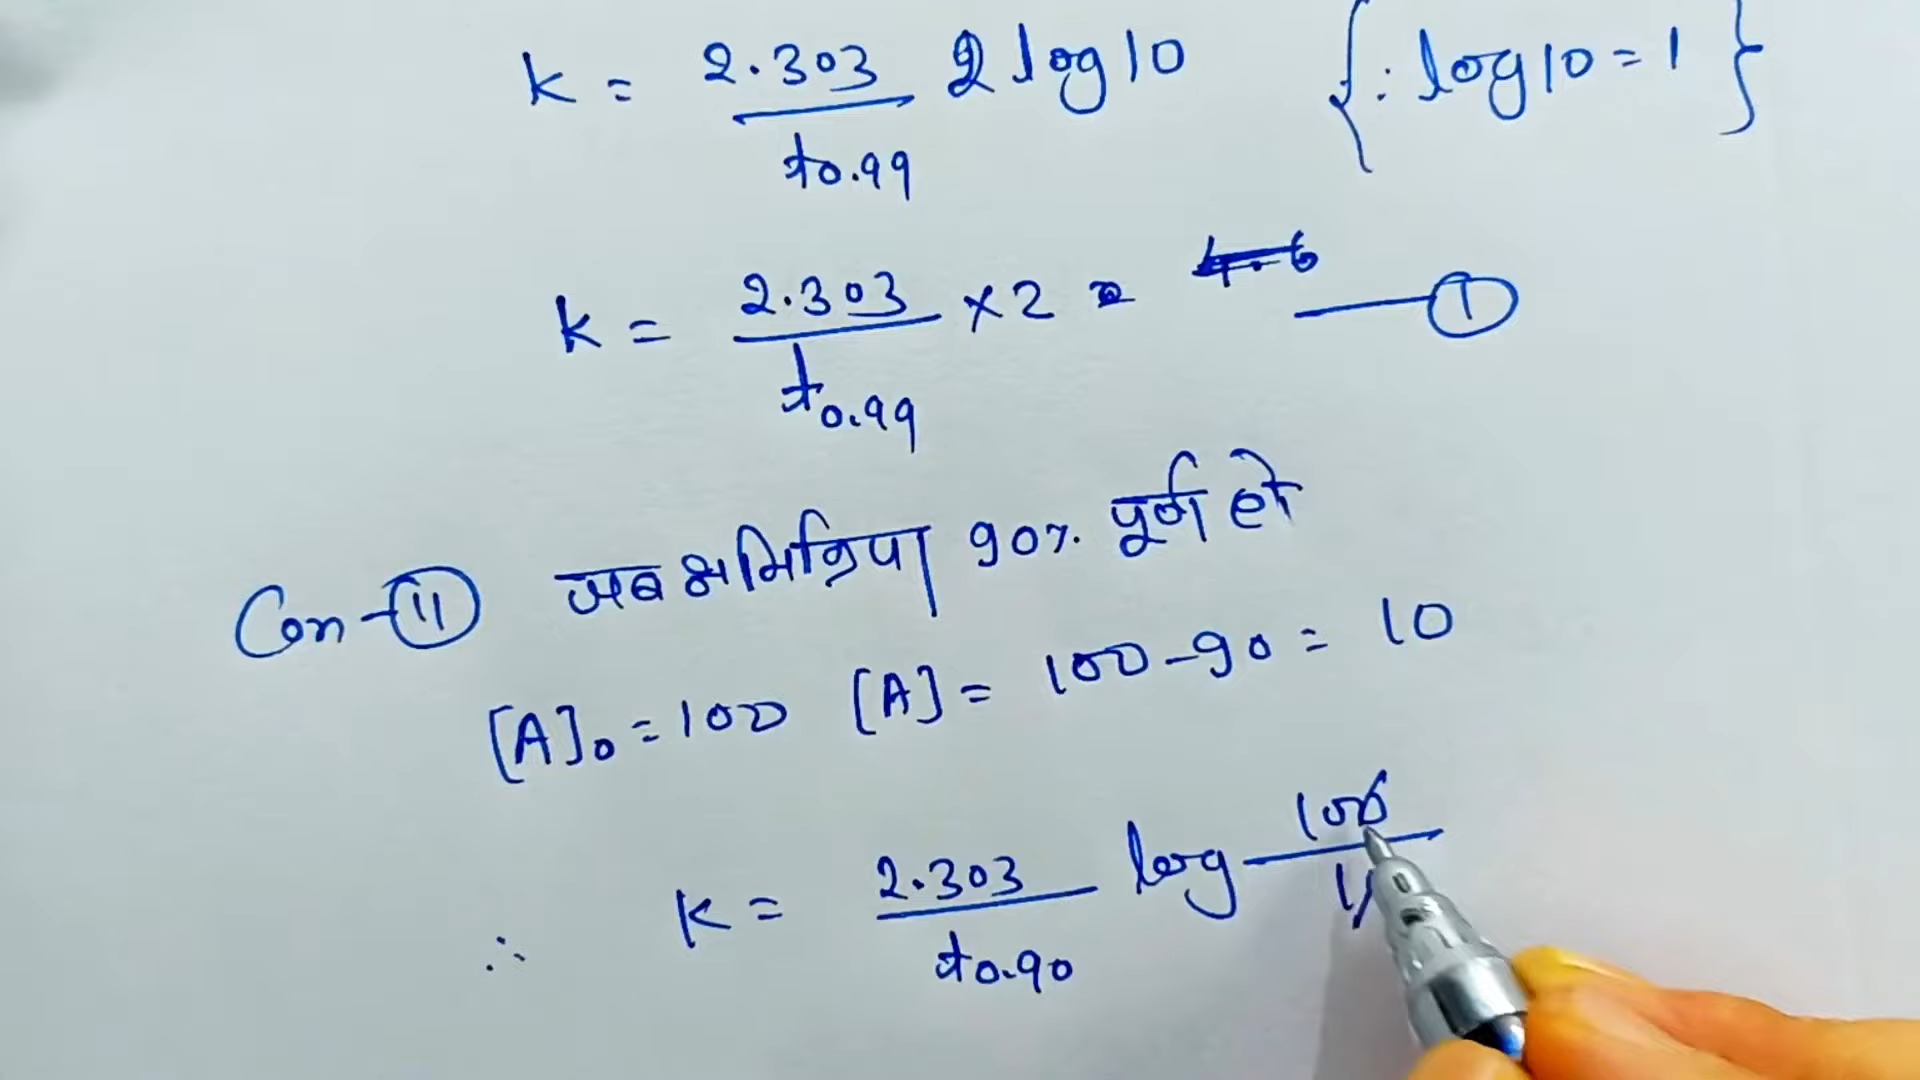 k = 2.303/t0.99 2 log10 {∵ log10 = 1}
k = 2.303/t0.99 × 2 = ——— I
Con-II जब अभिक्रिया 90% पूर्ण हो
[A]₀ = 100 [A] = 100-90 = 10
∴ k = 2.303/t0.90 log 100/1